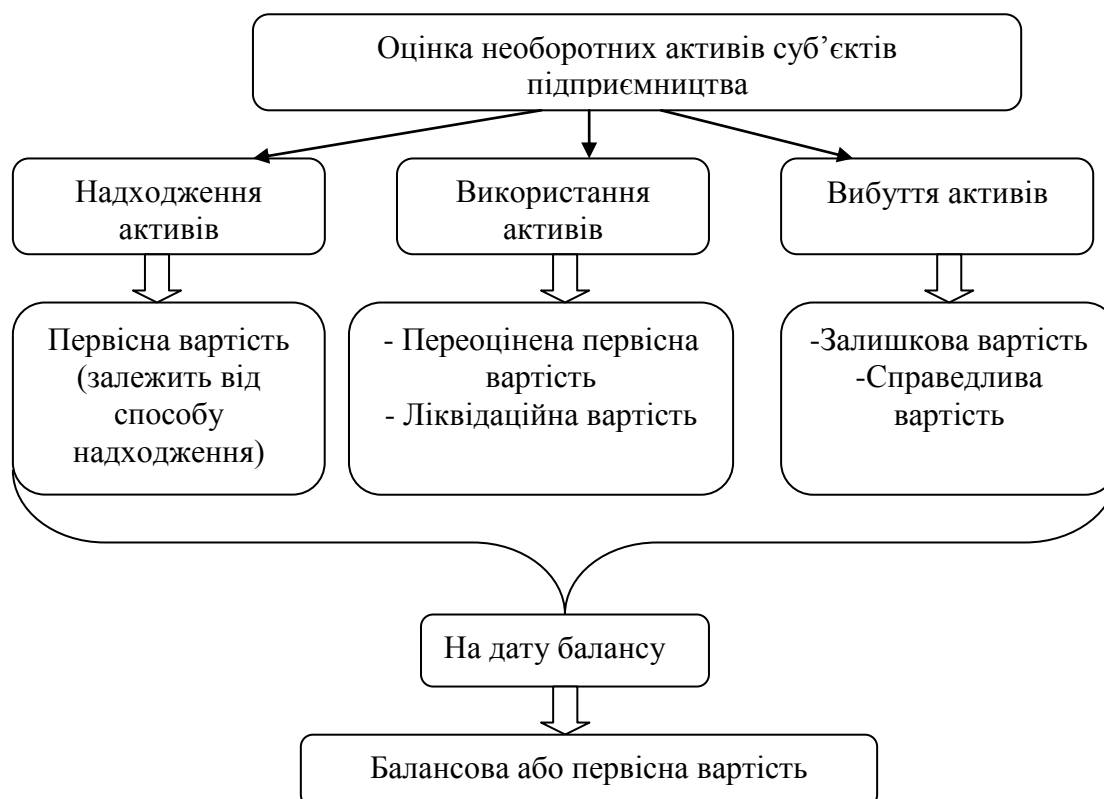 Оцінка необоротних активів суб’єктів
підприємництва
Надходження
активів
Використання
активів
Вибуття активів
Первісна вартість
(залежить від
способу
надходження)
- Переоцінена первісна
вартість
- Ліквідаційна вартість
-Залишкова вартість
-Справедлива
вартість
На дату балансу
Балансова або первісна вартість